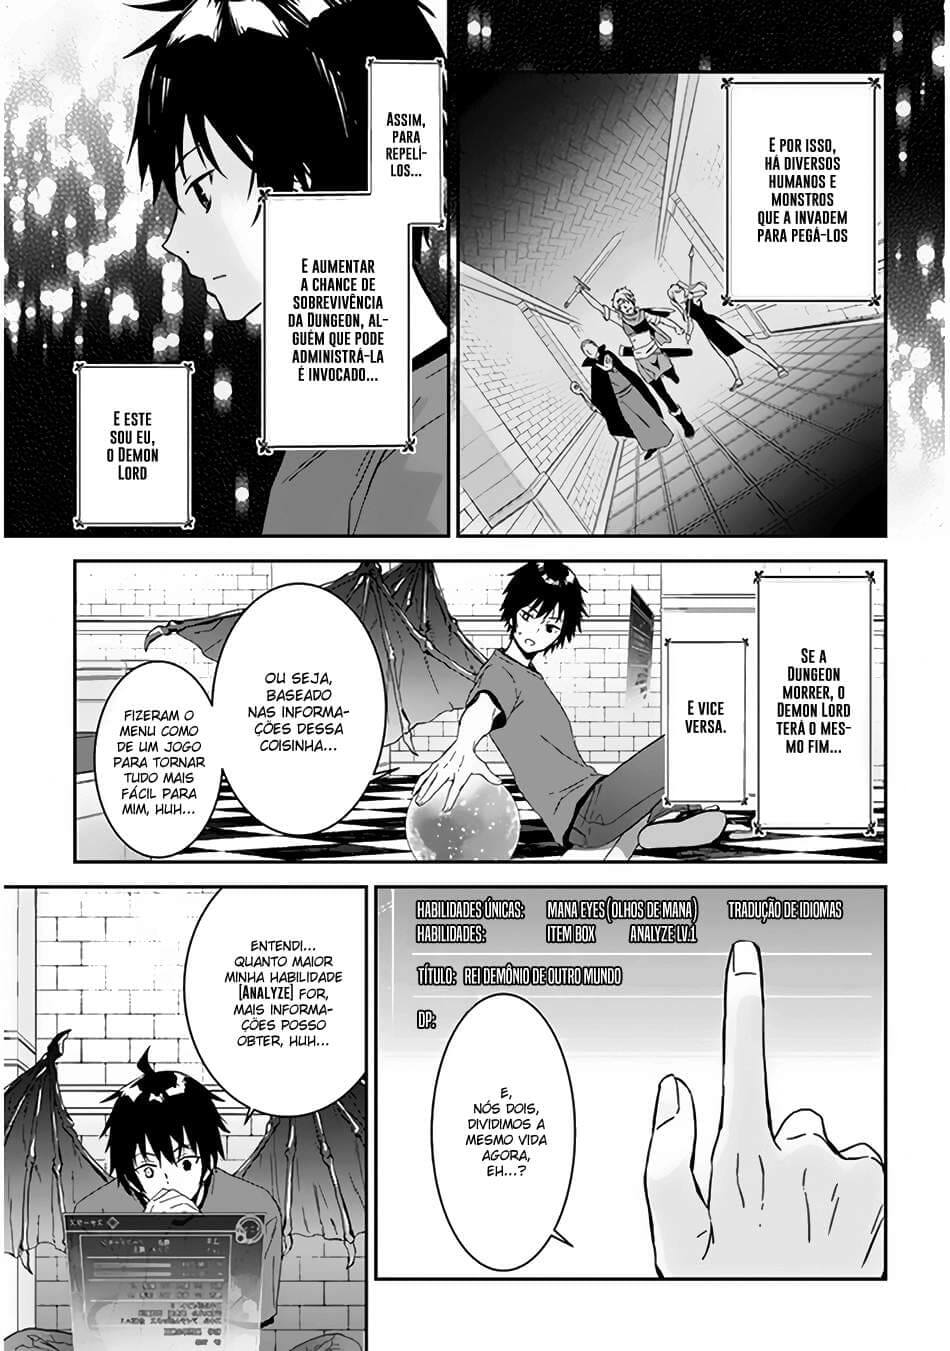 E POR ISSO,
HÁ DIVERSOS
HUMANOS E
MONSTROS
QUE A INVADEM
PARA PEGÁ-LOS
ASSIM,
PARA
REPELÍ-
LOS...
E AUMENTAR
A CHANCE DE
SOBREVIVÊNCIA
DA DUNGEON, AL-
GUÉM QUE PODE
ADMINISTRÁ-LA
É INVOCADO...
E ESTE
SOU EU,
O DEMON
LORD
SE A
DUNGEON
MORRER, O
DEMON LORD
TERÁ O MES-
MO FIM...
E VICE
VERSA.
OU SEJA,
BASEADO
NAS INFORMA-
ÇÕES DESSA
COISINHA...
FIZERAM O
MENU COMO
DE UM JOGO
PARA TORNAR
TUDO MAIS
FÁCIL PARA
MIM, HUH...
HABILIDADES ÚNICAS: MANA EYES (OLHOS DE MANA) TRADUÇÃO DE IDIOMAS
HABILIDADES: ITEM BOX ANALYZE LV.1
TÍTULO: REI DEMÔNIO DE OUTRO MUNDO
DP:
E,
NÓS DOIS,
DIVIDIMOS A
MESMO VIDA
AGORA,
EH...?
ENTENDI...
QUANTO MAIOR
MINHA HABILIDADE
[ANALYZE] FOR,
MAIS INFORMA-
ÇÕES POSSO
OBTER, HUH...